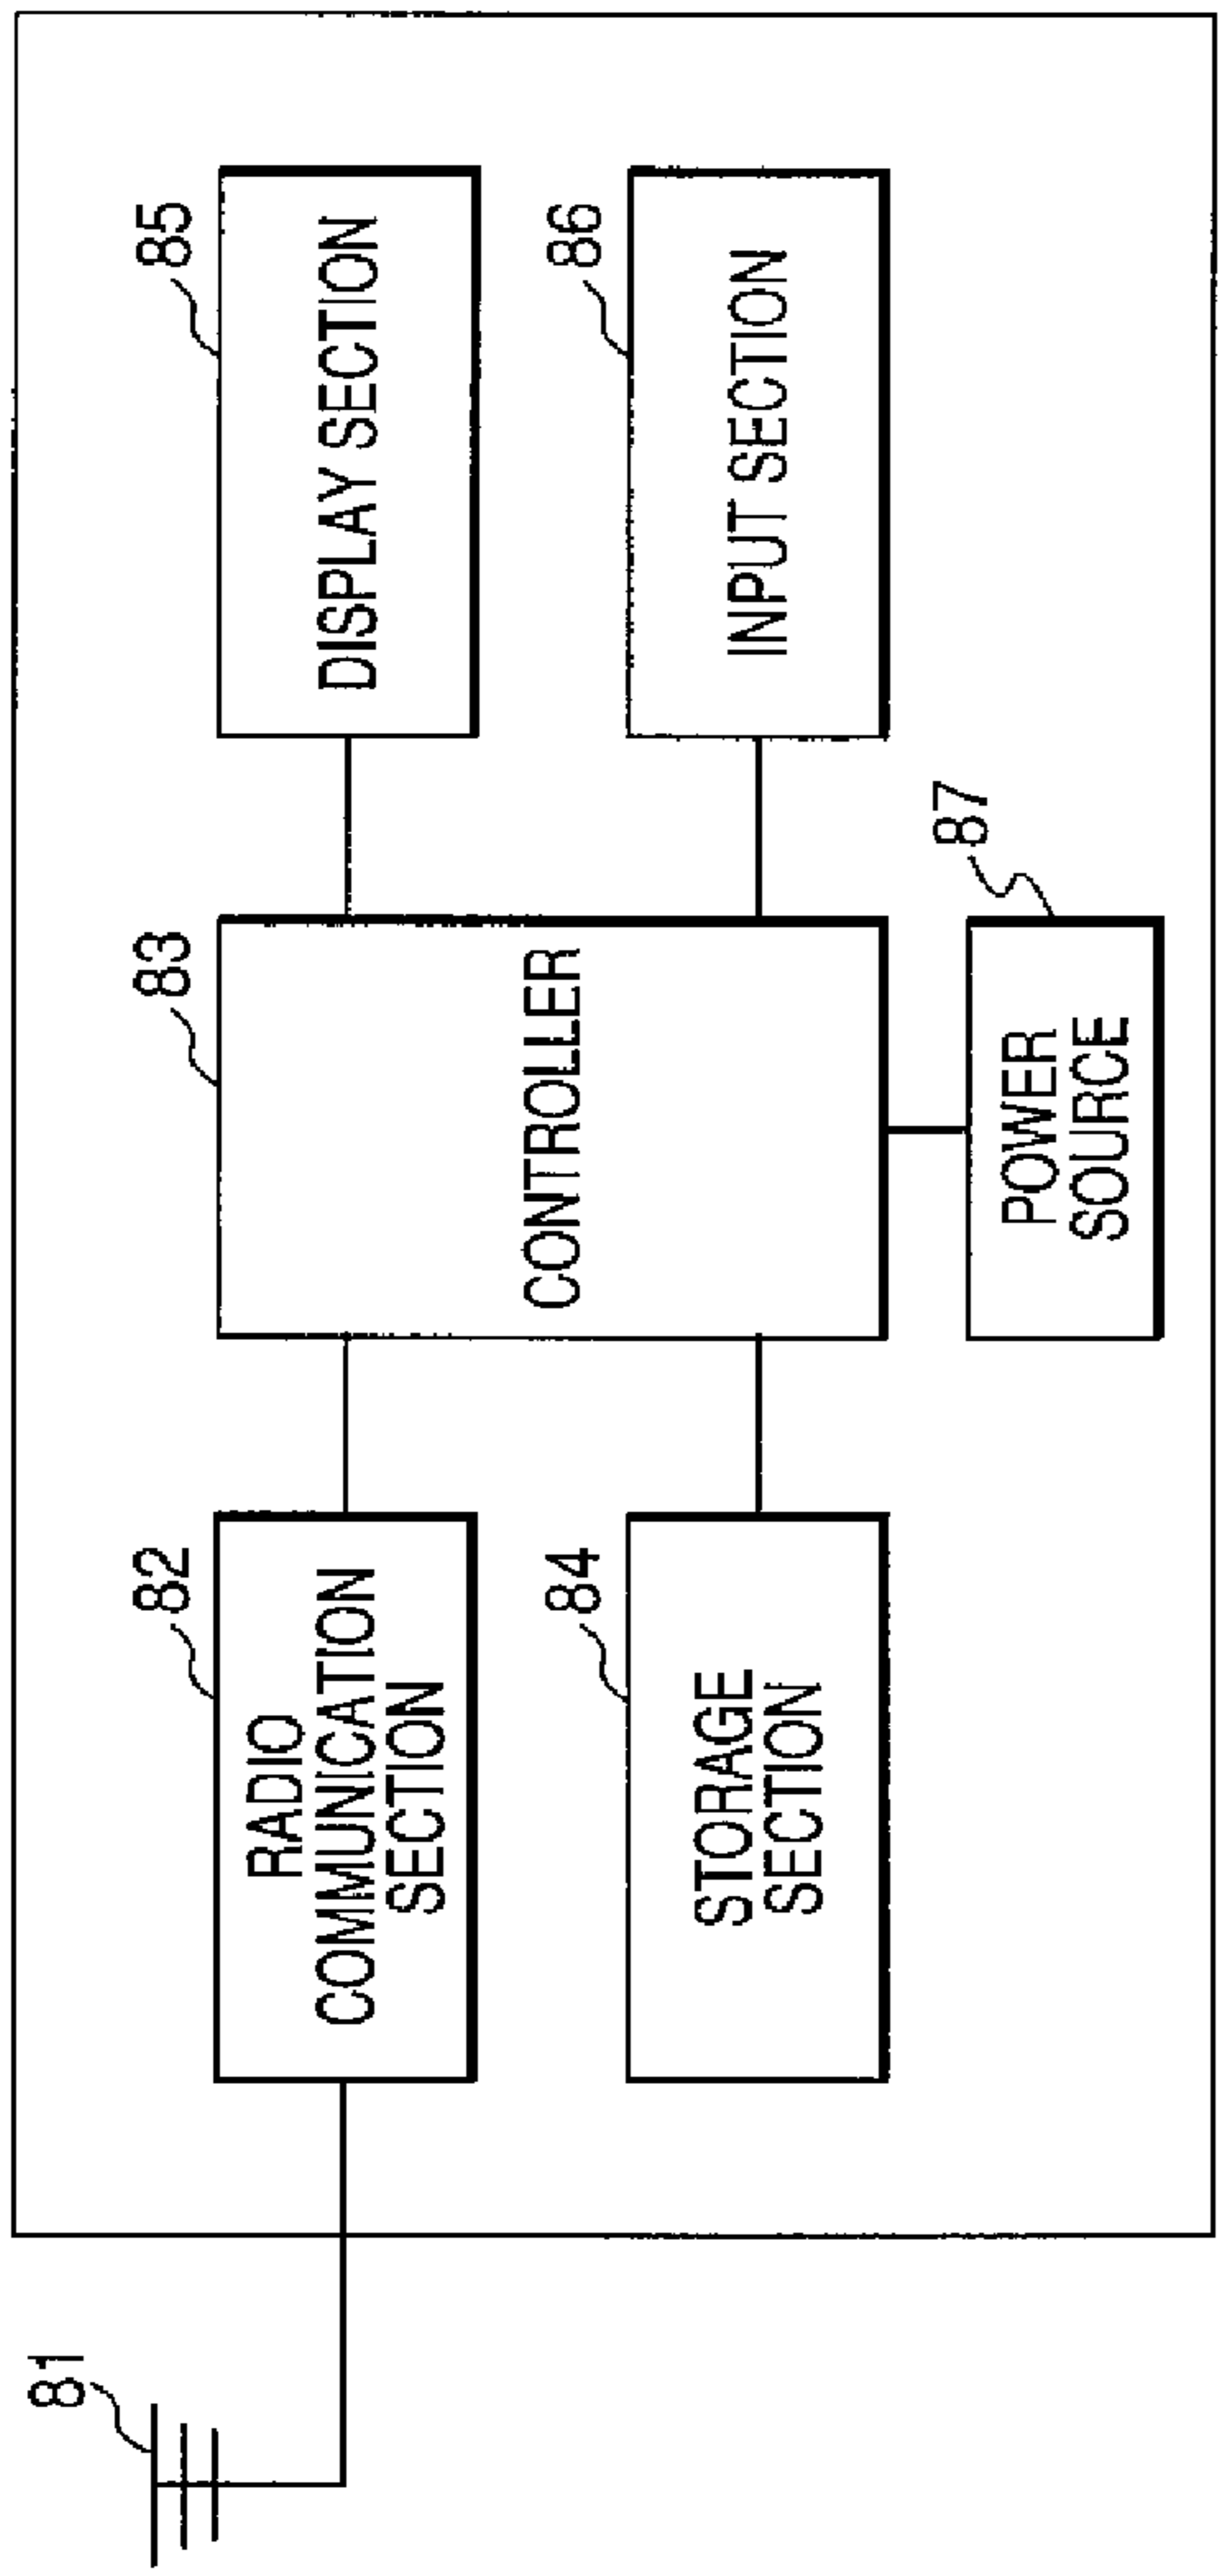 81
82
RADIO
COMMUNICATION
SECTION
83
CONTROLLER
85
DISPLAY SECTION
84
STORAGE
SECTION
86
INPUT SECTION
87
POWER
SOURCE